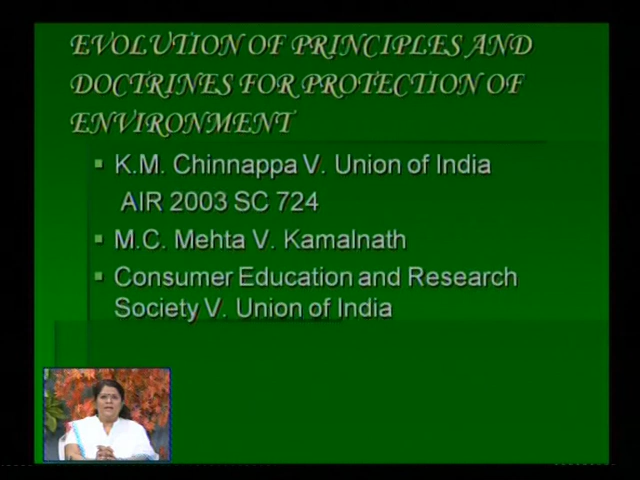 EVOLUTION OF PRINCIPLES AND
DOCTRINES FOR PROTECTION OF
ENVIRONMENT
K.M. Chinnappa V. Union of India
AIR 2003 SC 724
M.C. Mehta V. Kamalnath
Consumer Education and Research
Society V. Union of India